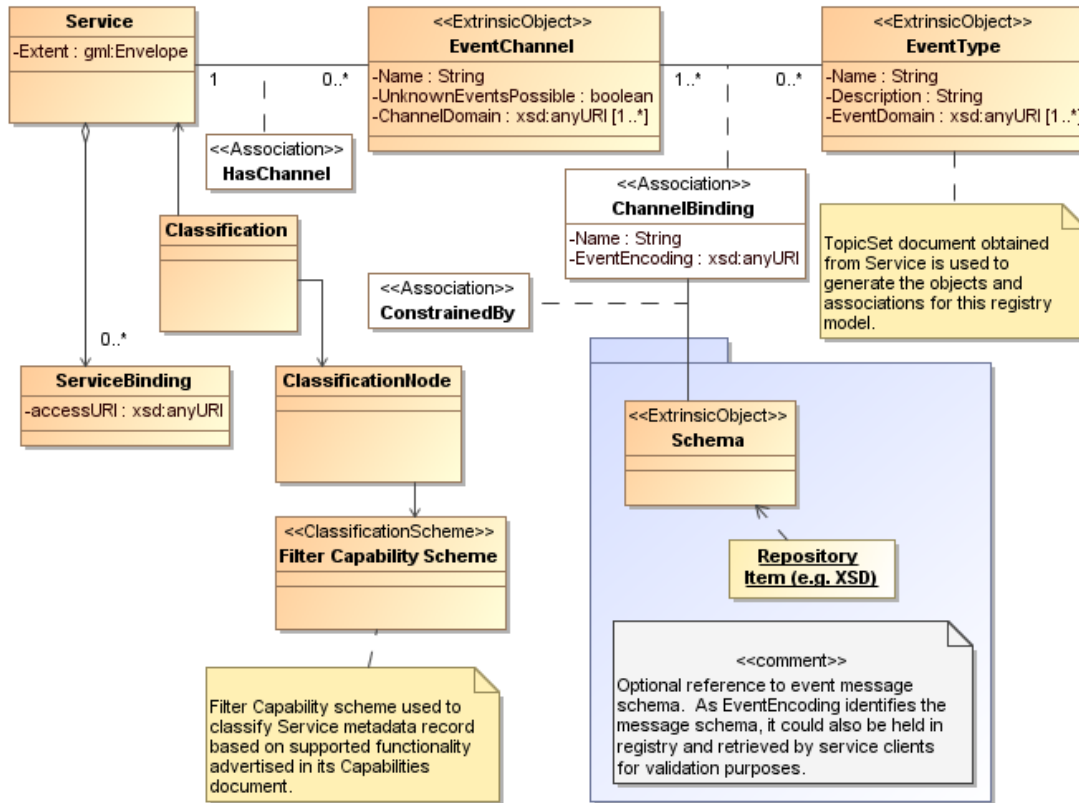 Service
-Extent : gml:Envelope
<<ExtrinsicObject>>
EventChannel
-Name : String
-UnknownEventsPossible : boolean
-ChannelDomain : xsd:anyURI [1..*]
<<ExtrinsicObject>>
EventType
-Name : String
-Description : String
-EventDomain : xsd:anyURI [1..*]
1
0..*
1..*
0..*
<<Association>>
HasChannel
<<Association>>
ChannelBinding
-Name : String
-EventEncoding : xsd:anyURI
Classification
TopicSet document obtained
from Service is used to
generate the objects and
associations for this registry
model.
<<Association>>
ConstrainedBy
0..*
ServiceBinding
-accessURI : xsd:anyURI
ClassificationNode
<<ExtrinsicObject>>
Schema
<<ClassificationScheme>>
Filter Capability Scheme
Repository
Item (e.g. XSD)
Filter Capability scheme used to
classify Service metadata record
based on supported functionality
advertised in its Capabilities
document.
<<comment>>
Optional reference to event message
schema.  As EventEncoding identifies the
message schema, it could also be held in
registry and retrieved by service clients
for validation purposes.